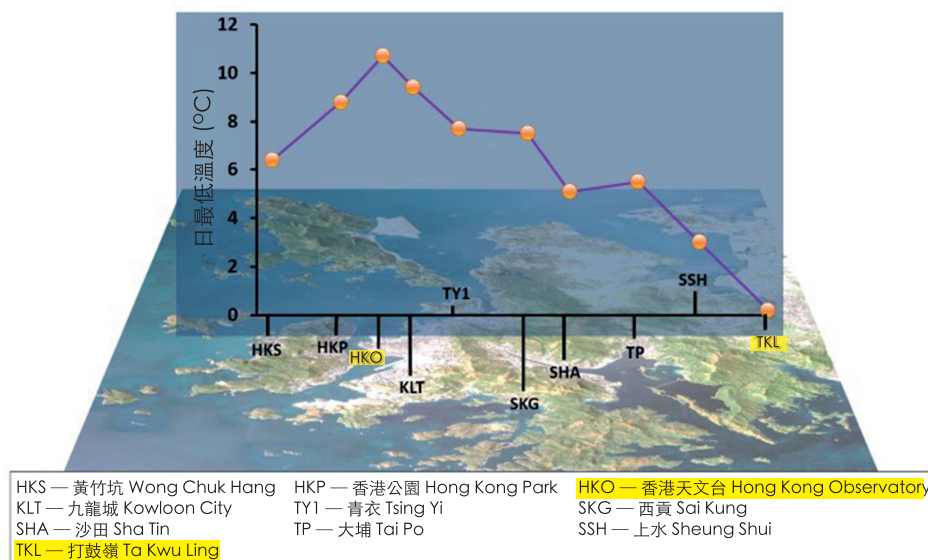 12
10
8
6
4
2
0
日最低溫度 (°C)
TY1
SSH
HKS
HKP
HKO
KLT
SKG
SHA
TP
TKL
HKS — 黃竹坑 Wong Chuk Hang HKP — 香港公園 Hong Kong Park HKO — 香港天文台 Hong Kong Observatory
KLT — 九龍城 Kowloon City TY1 — 青衣 Tsing Yi SKG — 西貢 Sai Kung
SHA — 沙田 Sha Tin TP — 大埔 Tai Po SSH — 上水 Sheung Shui
TKL — 打鼓嶺 Ta Kwu Ling